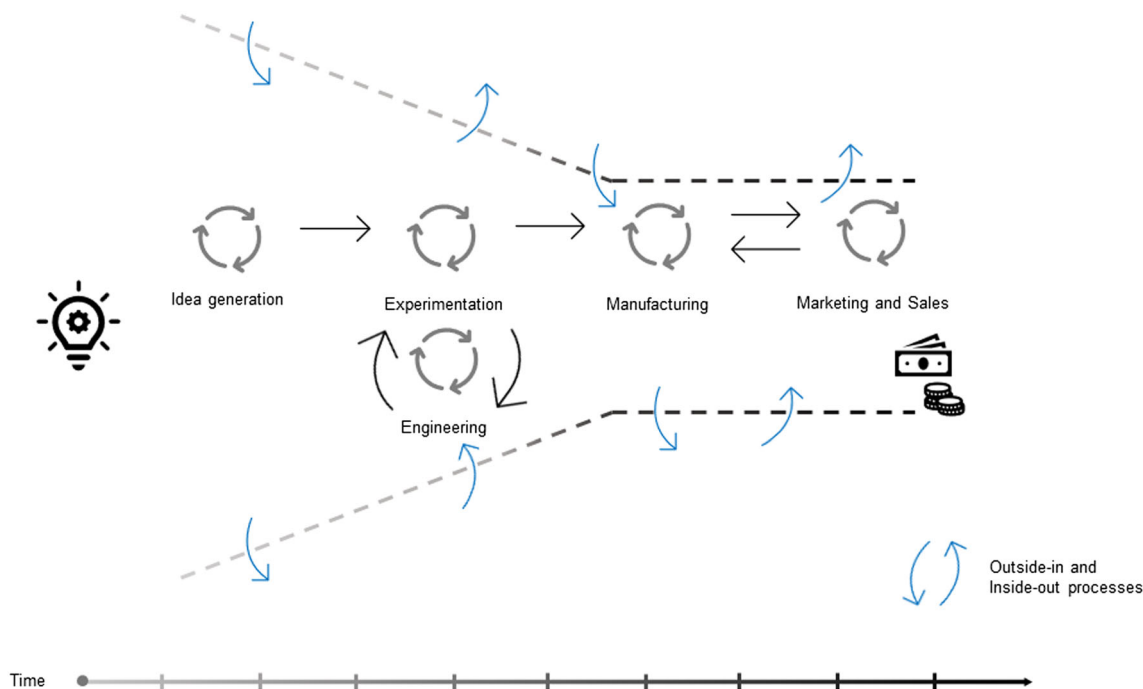 Idea generation
Experimentation
Manufacturing
Marketing and Sales
Engineering
Outside-in and
Inside-out processes
Time